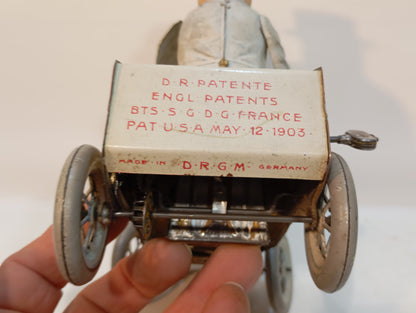 D·R·PATENTE
ENGL PATENTS
BTS·S·G·D·G·FRANCE
PAT U·S·A MAY·12·1903·
MADE IN D·R·G·M· GERMANY